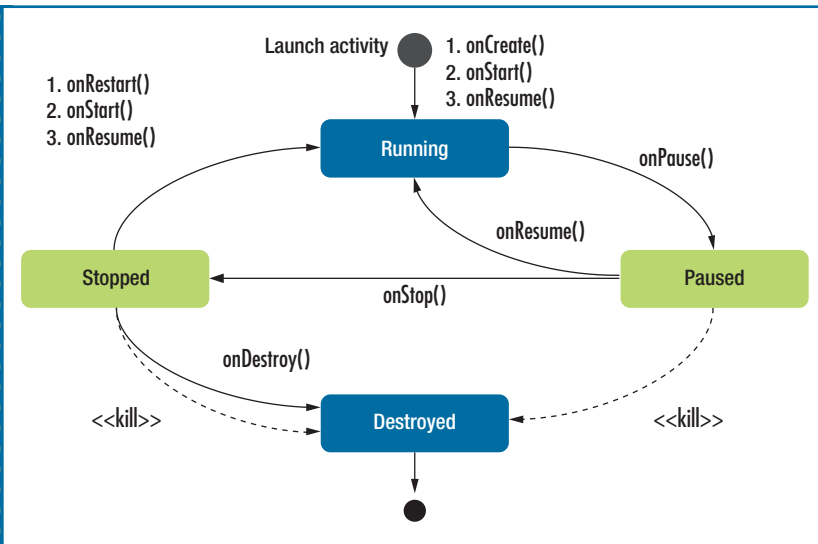 Launch activity
1. onCreate()
2. onStart()
3. onResume()
1. onRestart()
2. onStart()
3. onResume()
Running
onPause()
onResume()
Stopped
Paused
onStop()
onDestroy()
<<kill>>
Destroyed
<<kill>>